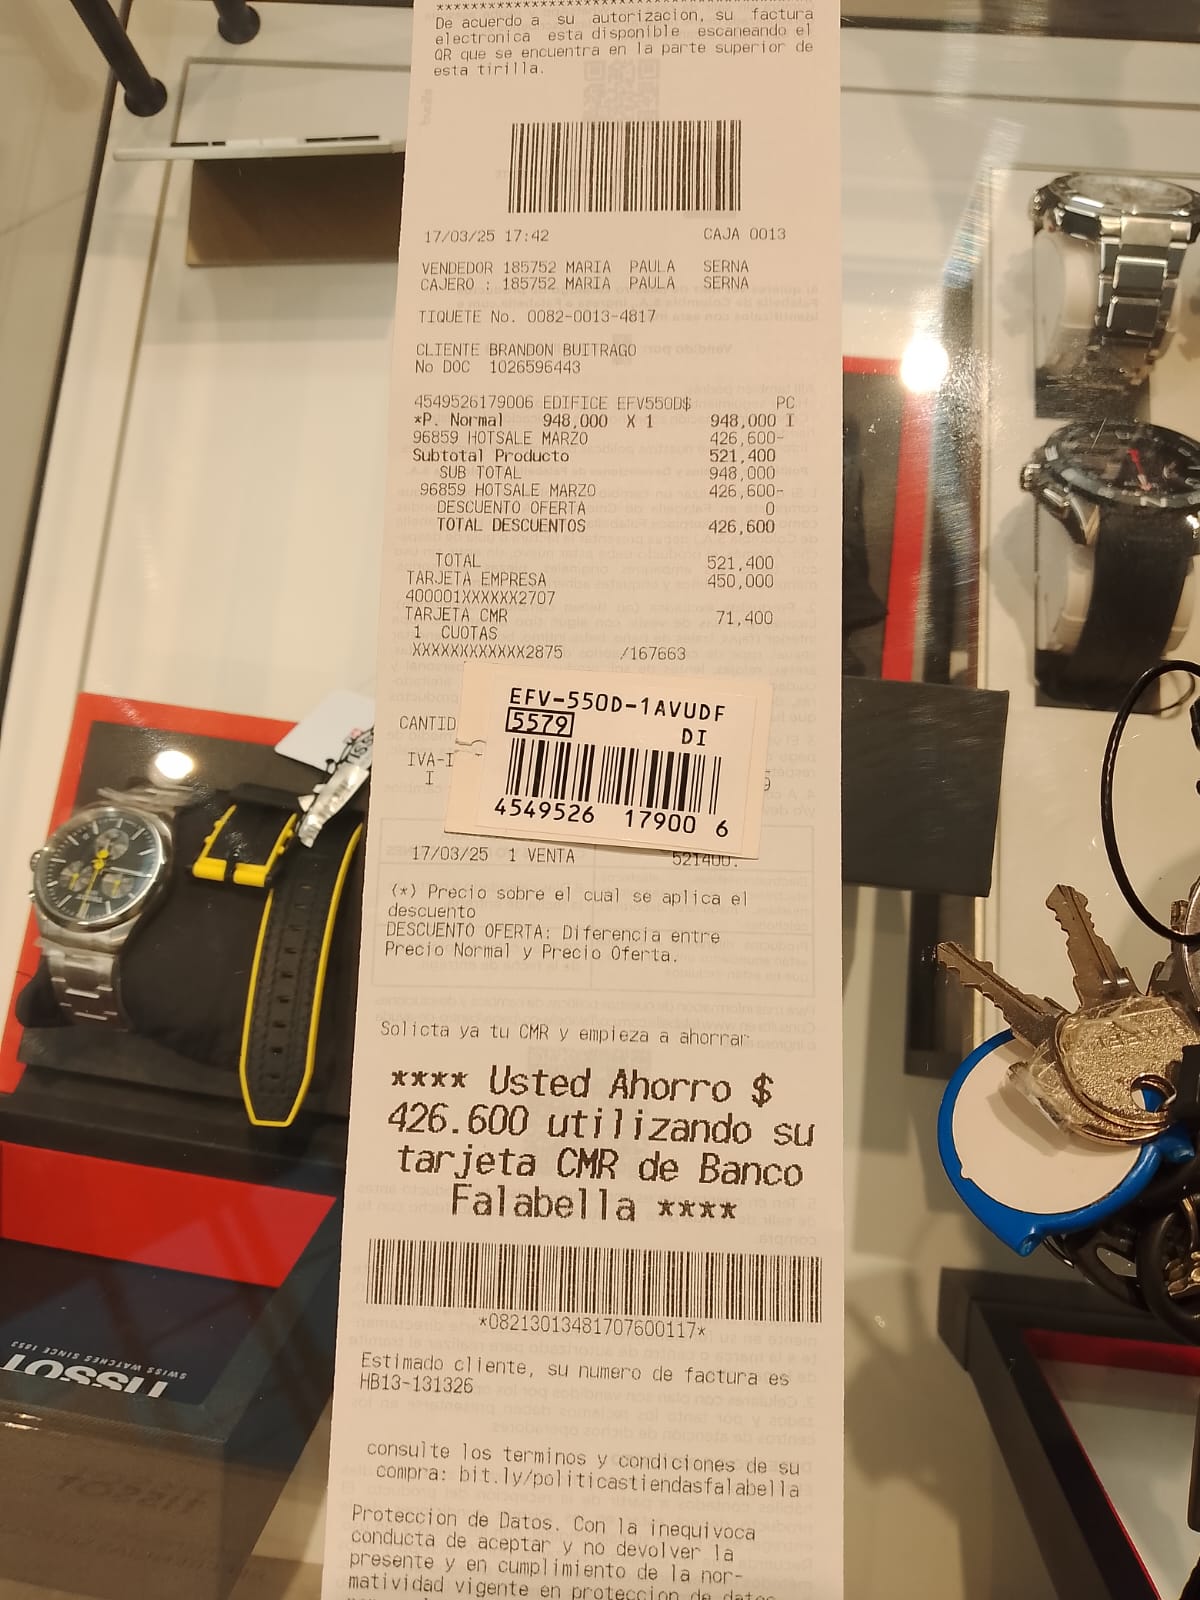 De acuerdo a su autorizacion, su factura
electronica esta disponible escaneando el
QR que se encuentra en la parte superior de
esta tirilla.
17/03/25 17:42 CAJA 0013
VENDEDOR 185752 MARIA PAULA SERNA
CAJERO : 185752 MARIA PAULA SERNA
TIQUETE No. 0082-0013-4817
CLIENTE BRANDON BUITRAGO
No DOC 1026596443
4549526179006 EDIFICE EFV550D$ PC
*P. Normal 948,000 X 1 948,000 I
96859 HOTSALE MARZO 426,600-
Subtotal Producto 521,400
SUB TOTAL 948,000
96859 HOTSALE MARZO 426,600-
DESCUENTO OFERTA 0
TOTAL DESCUENTOS 426,600
TOTAL 521,400
TARJETA EMPRESA 450,000
400001XXXXXX2707
TARJETA CMR 71,400
1 CUOTAS
XXXXXXXXXXXX2875 /167663
CANTID
IVA-I
I
EFV-550D-1AVUDF
5579 DI
4549526 17900 6
17/03/25 1 VENTA 521400.
(*) Precio sobre el cual se aplica el
descuento
DESCUENTO OFERTA: Diferencia entre
Precio Normal y Precio Oferta.
Solicta ya tu CMR y empieza a ahorrar
**** Usted Ahorro $
426.600 utilizando su
tarjeta CMR de Banco
Falabella ****
*08213013481707600117*
Estimado cliente, su numero de factura es
HB13-131326
consulte los terminos y condiciones de su
compra: bit.ly/politicastiendasfalabella
Proteccion de Datos. Con la inequivoca
conducta de aceptar y no devolver la
presente y en cumplimiento de la nor-
matividad vigente en proteccion de datos
TISSOT
SWISS WATCHES SINCE 1853